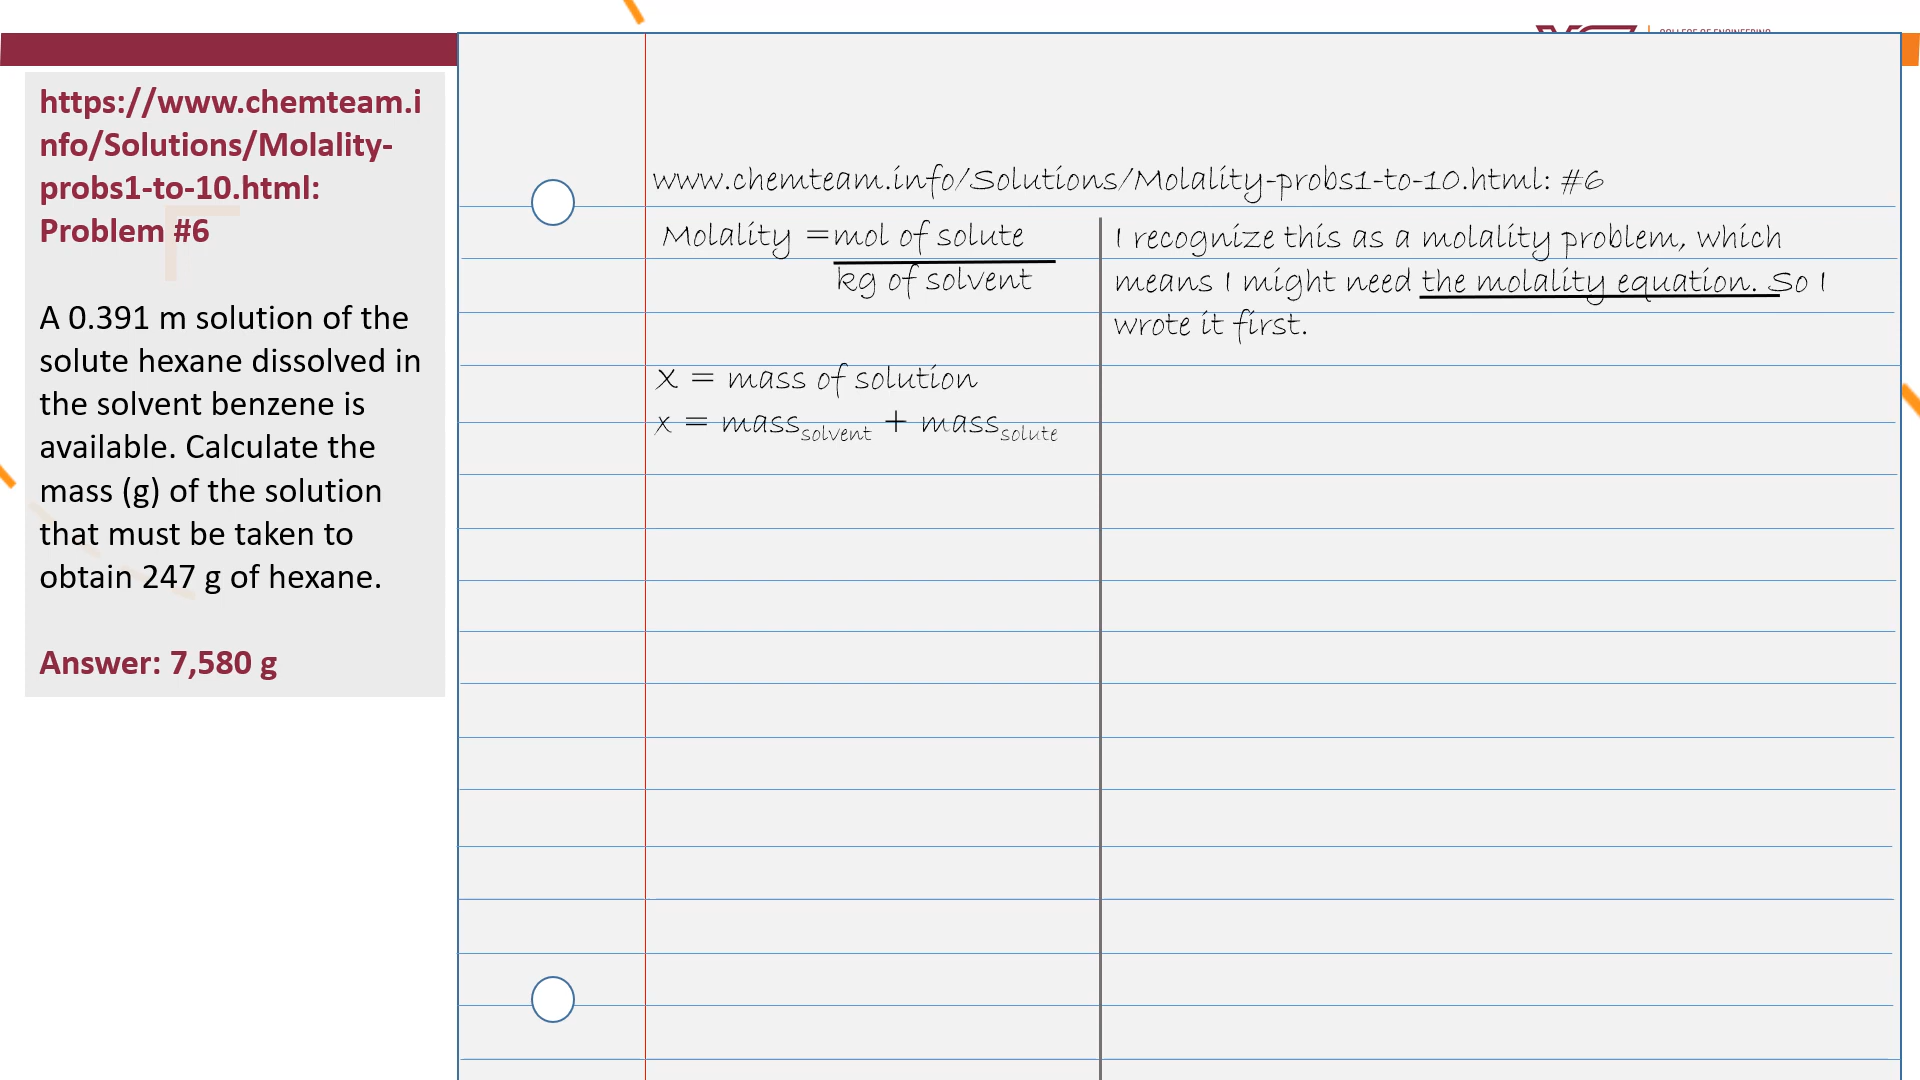 https://www.chemteam.i
nfo/Solutions/Molality-
probs1-to-10.html:
Problem #6
A 0.391 m solution of the
solute hexane dissolved in
the solvent benzene is
available. Calculate the
mass (g) of the solution
that must be taken to
obtain 247 g of hexane.
Answer: 7,580 g
www.chemteam.info/Solutions/Molality-probs1-to-10.html: #6
Molality = mol of solute
kg of solvent
x = mass of solution
x = mass solvent + mass solute
I recognize this as a molality problem, which
means I might need the molality equation. So I
wrote it first.